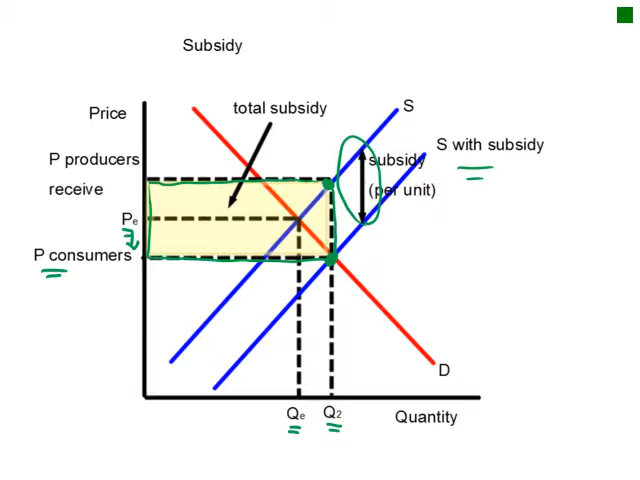 Subsidy
Price
total subsidy
S
S with subsidy
P producers
receive
subsidy
(per unit)
Pe
P consumers
D
Qe
Q2
Quantity